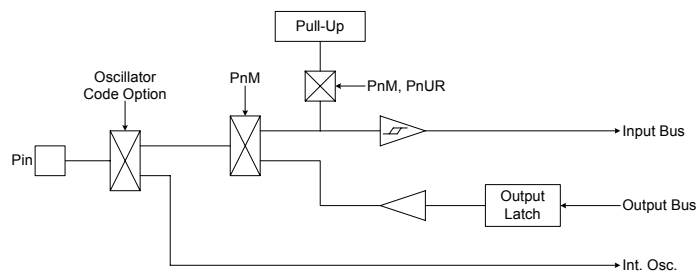 Pull-Up
Oscillator
Code Option
PnM
PnM, PnUR
Pin
Input Bus
Output
Latch
Output Bus
Int. Osc.